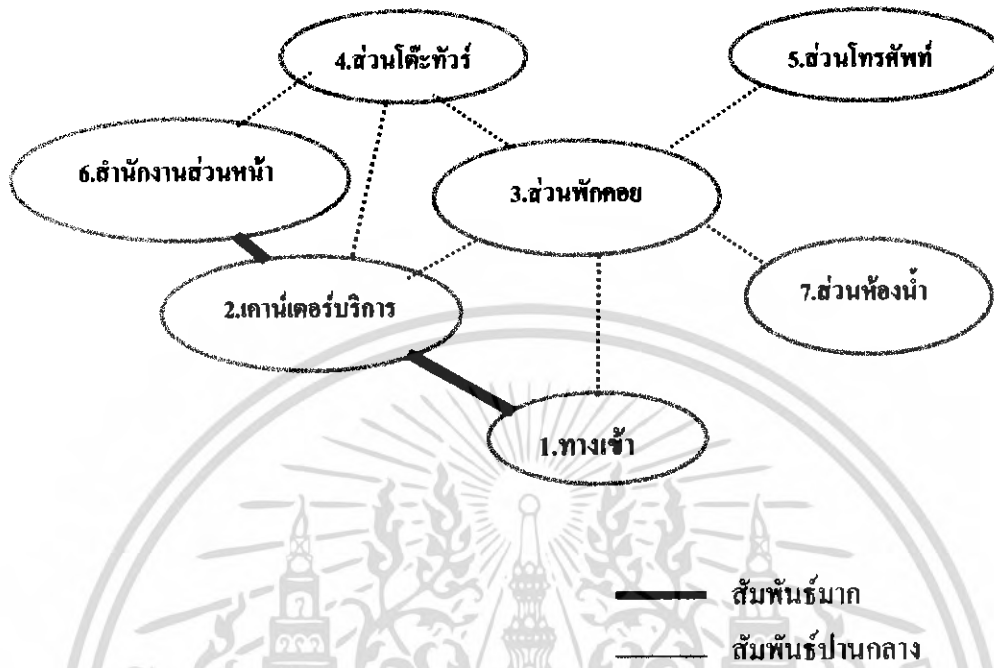 4.ส่วนโต๊ะทัวร์
5.ส่วนโทรศัพท์
6.สำนักงานส่วนหน้า
3.ส่วนพักคอย
7.ส่วนห้องน้ำ
2.เคาน์เตอร์บริการ
1.ทางเข้า
สัมพันธ์มาก
สัมพันธ์ปานกลาง